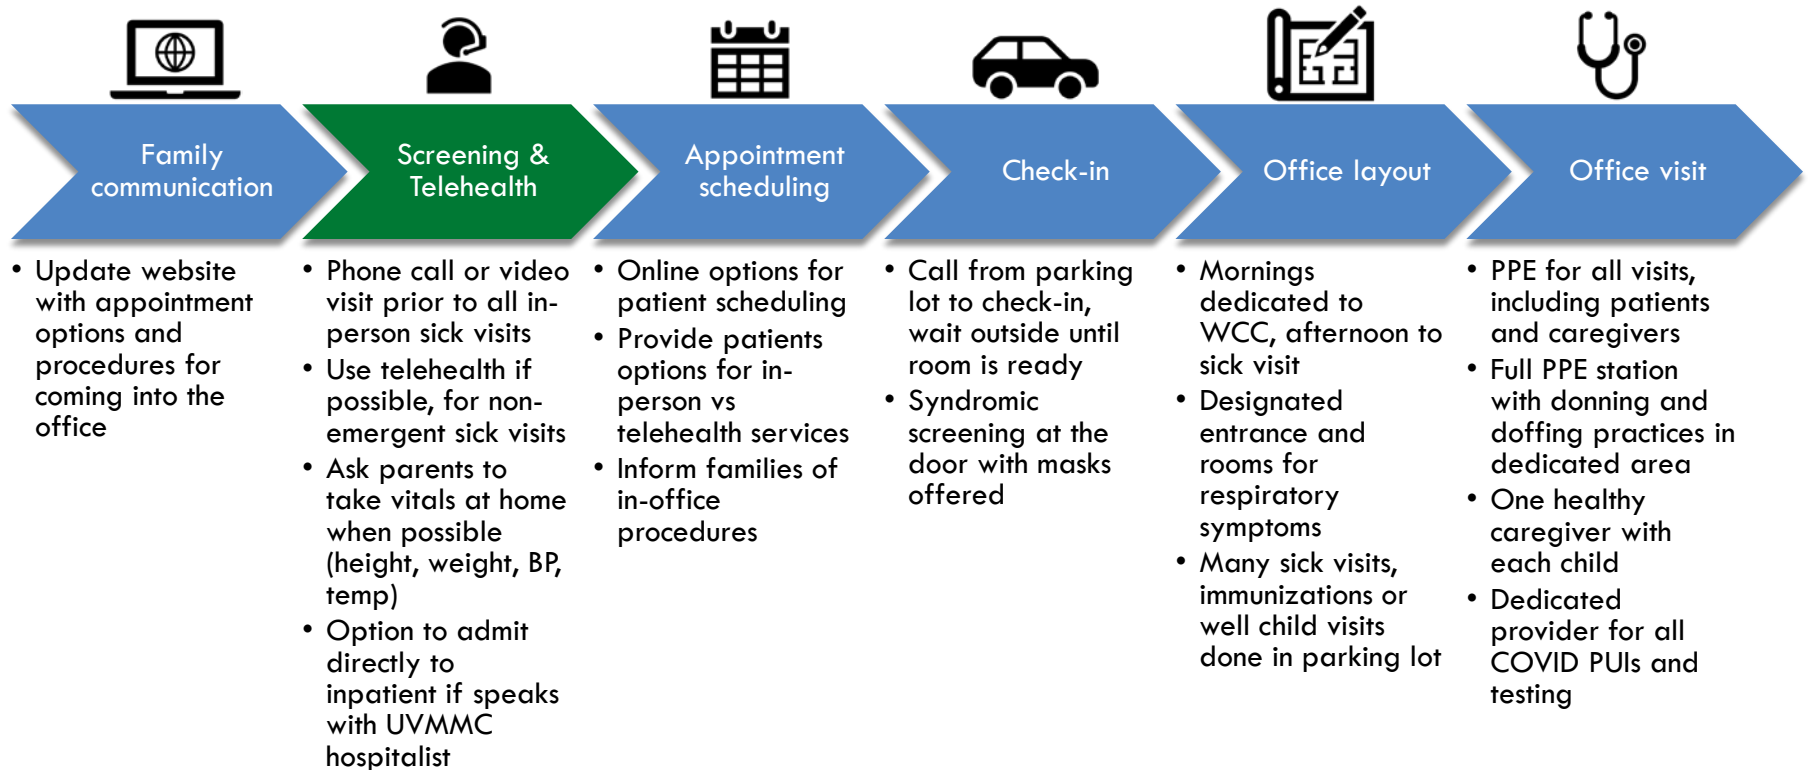 Family
communication
Screening &
Telehealth
Appointment
scheduling
Check-in
Office layout
Office visit
• Update website
with appointment
options and
procedures for
coming into the
office
• Phone call or video
visit prior to all in-
person sick visits
• Use telehealth if
possible, for non-
emergent sick visits
• Ask parents to
take vitals at home
when possible
(height, weight, BP,
temp)
• Option to admit
directly to
inpatient if speaks
with UVMMC
hospitalist
• Online options for
patient scheduling
• Provide patients
options for in-
person vs
telehealth services
• Inform families of
in-office
procedures
• Call from parking
lot to check-in,
wait outside until
room is ready
• Syndromic
screening at the
door with masks
offered
• Mornings
dedicated to
WCC, afternoon to
sick visit
• Designated
entrance and
rooms for
respiratory
symptoms
• Many sick visits,
immunizations or
well child visits
done in parking lot
• PPE for all visits,
including patients
and caregivers
• Full PPE station
with donning and
doffing practices in
dedicated area
• One healthy
caregiver with
each child
• Dedicated
provider for all
COVID PUIs and
testing